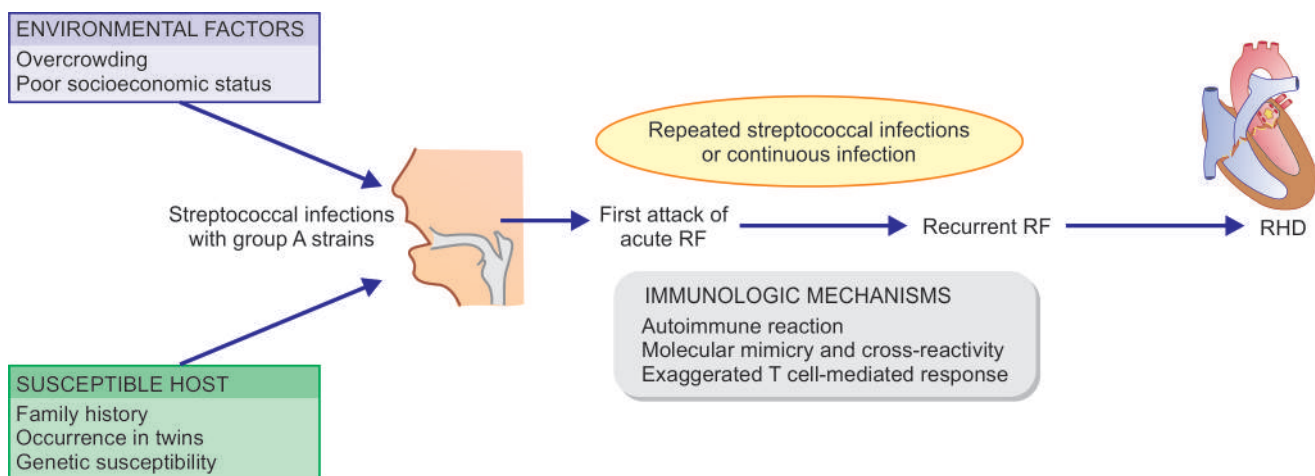 ENVIRONMENTAL FACTORS
Overcrowding
Poor socioeconomic status
Repeated streptococcal infections
or continuous infection
Streptococcal infections
with group A strains
First attack of
acute RF
Recurrent RF
RHD
IMMUNOLOGIC MECHANISMS
Autoimmune reaction
Molecular mimicry and cross-reactivity
Exaggerated T cell-mediated response
SUSCEPTIBLE HOST
Family history
Occurrence in twins
Genetic susceptibility